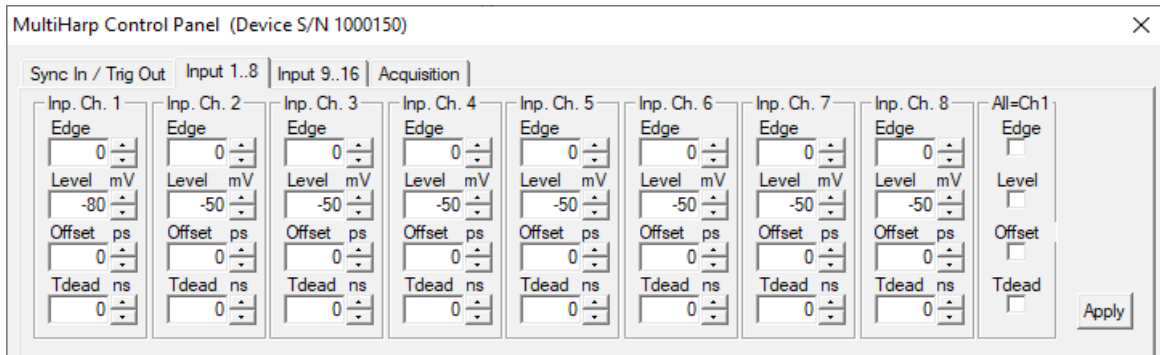 MultiHarp Control Panel (Device S/N 1000150)
Sync In / Trig Out Input 1..8 Input 9..16 Acquisition
Inp. Ch. 1 Inp. Ch. 2 Inp. Ch. 3 Inp. Ch. 4 Inp. Ch. 5 Inp. Ch. 6 Inp. Ch. 7 Inp. Ch. 8 All=Ch1
Edge Edge Edge Edge Edge Edge Edge Edge Edge
0 0 0 0 0 0 0 0
Level mV Level mV Level mV Level mV Level mV Level mV Level mV Level mV Level
-80 -50 -50 -50 -50 -50 -50 -50
Offset ps Offset ps Offset ps Offset ps Offset ps Offset ps Offset ps Offset ps Offset
0 0 0 0 0 0 0 0
Tdead ns Tdead ns Tdead ns Tdead ns Tdead ns Tdead ns Tdead ns Tdead ns Tdead
0 0 0 0 0 0 0 0 Apply